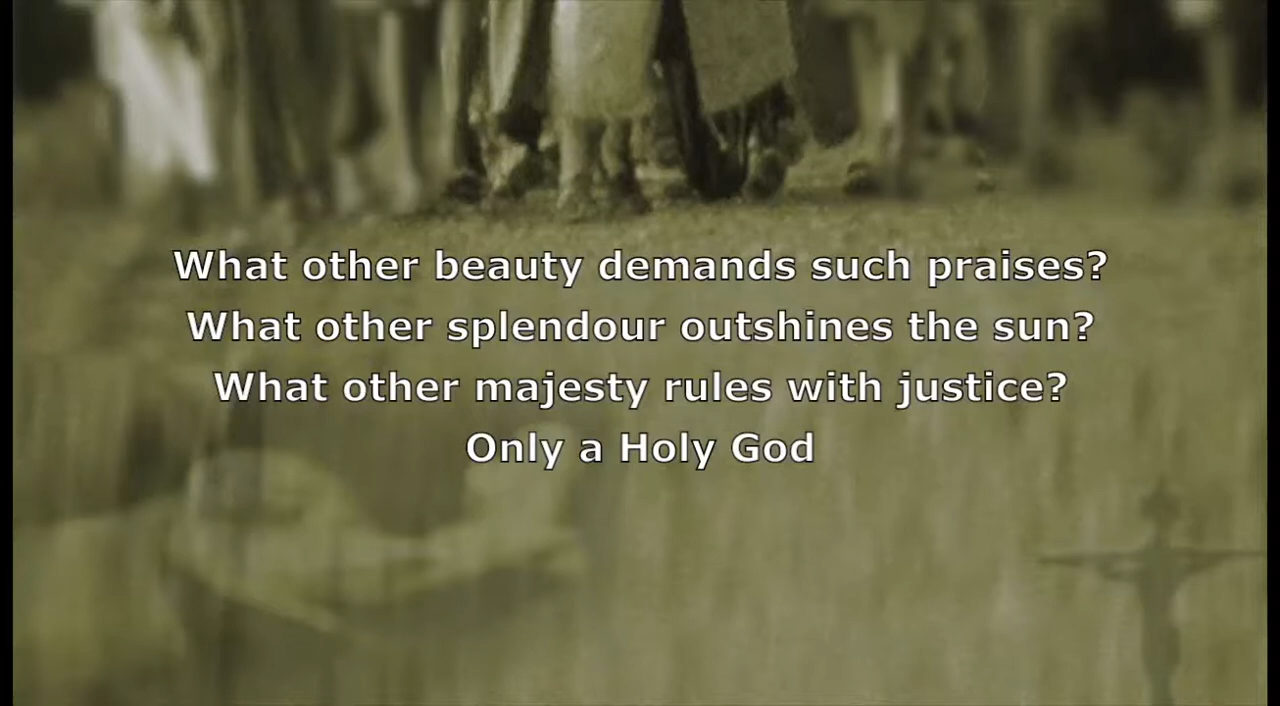 What other beauty demands such praises?
What other splendour outshines the sun?
What other majesty rules with justice?
Only a Holy God